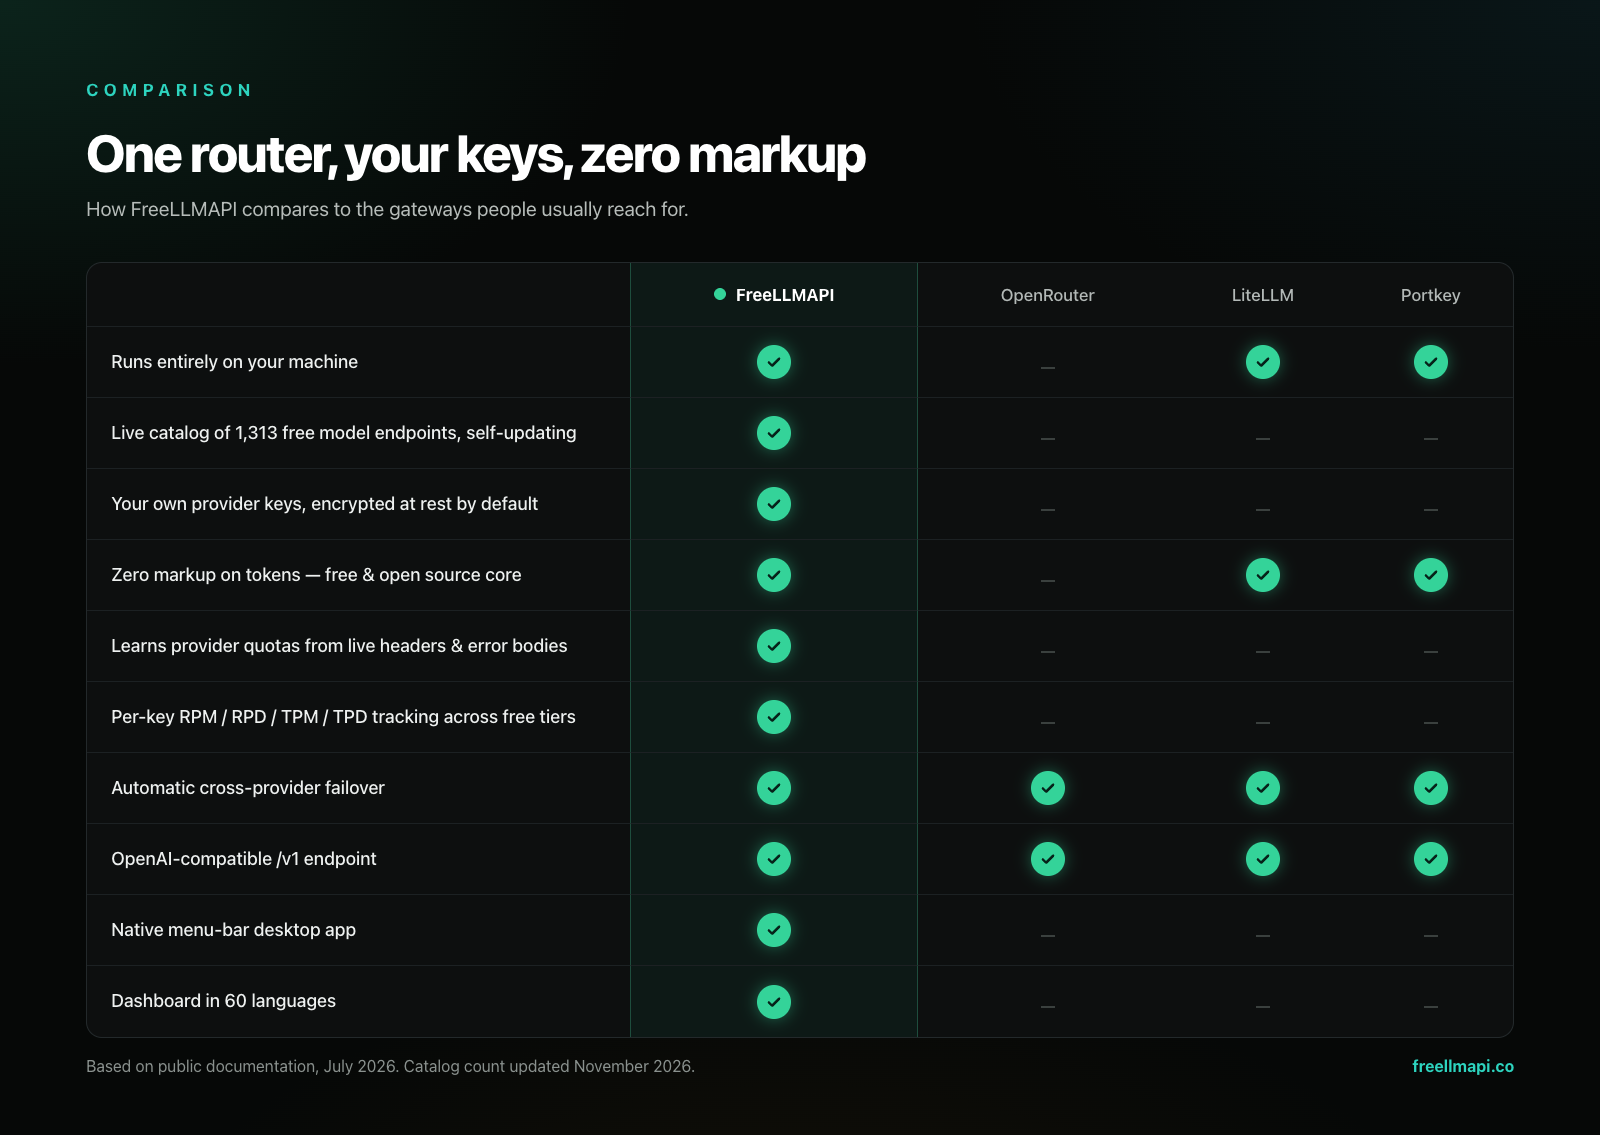 COMPARISON
One router, your keys, zero markup
How FreeLLMAPI compares to the gateways people usually reach for.
FreeLLMAPI OpenRouter LiteLLM Portkey
Runs entirely on your machine —
Live catalog of 1,313 free model endpoints, self-updating — — —
Your own provider keys, encrypted at rest by default — — —
Zero markup on tokens — free & open source core —
Learns provider quotas from live headers & error bodies — — —
Per-key RPM / RPD / TPM / TPD tracking across free tiers — — —
Automatic cross-provider failover
OpenAI-compatible /v1 endpoint
Native menu-bar desktop app — — —
Dashboard in 60 languages — — —
Based on public documentation, July 2026. Catalog count updated November 2026. freellmapi.co